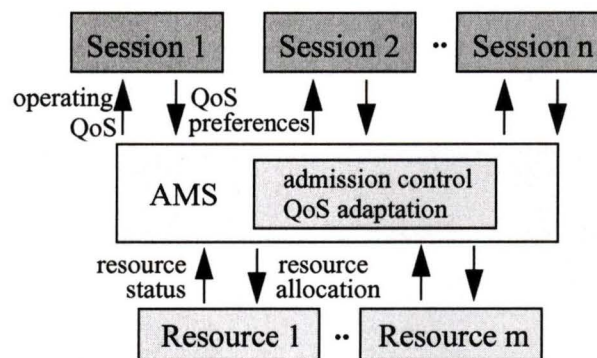 Session 1
Session 2
..
Session n
operating
QoS
QoS
preferences
AMS
admission control
QoS adaptation
resource
status
resource
allocation
Resource 1
..
Resource m